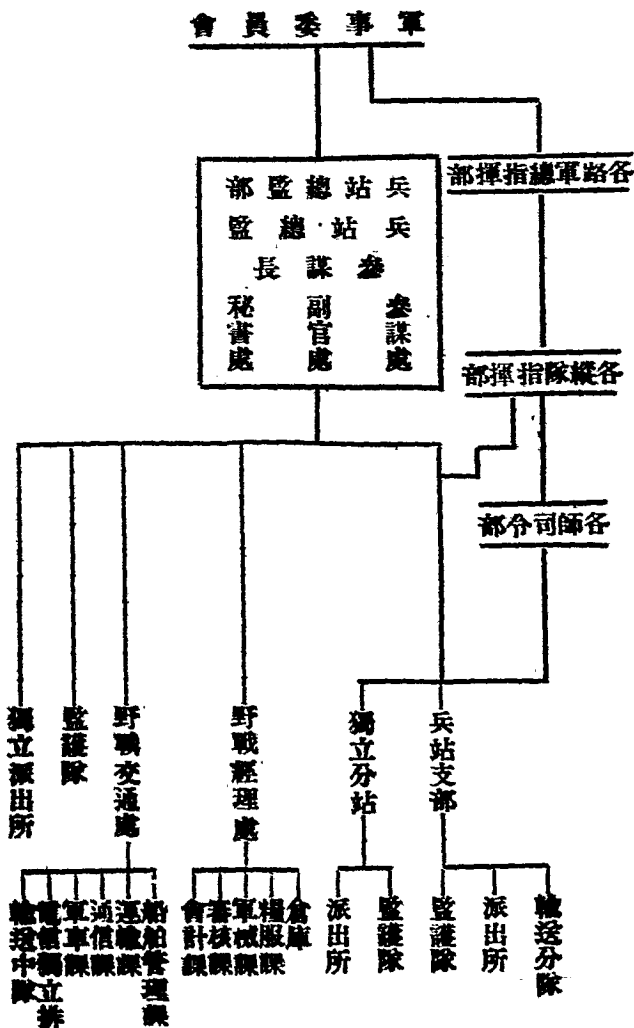 軍事委員會
各路軍總指揮部
兵站總監部
兵站總監
參謀長
參謀處
副官處
秘書處
各縱隊指揮部
各師司令部
兵站支部
獨立分站
野戰經理處
野戰交通處
監護隊
獨立派出所
輸送分隊
派出所
監護隊
監護隊
派出所
倉庫
糧服課
軍械課
審核課
會計課
船舶管理課
運輸課
通信課
軍車課
電信獨立排
輸送中隊